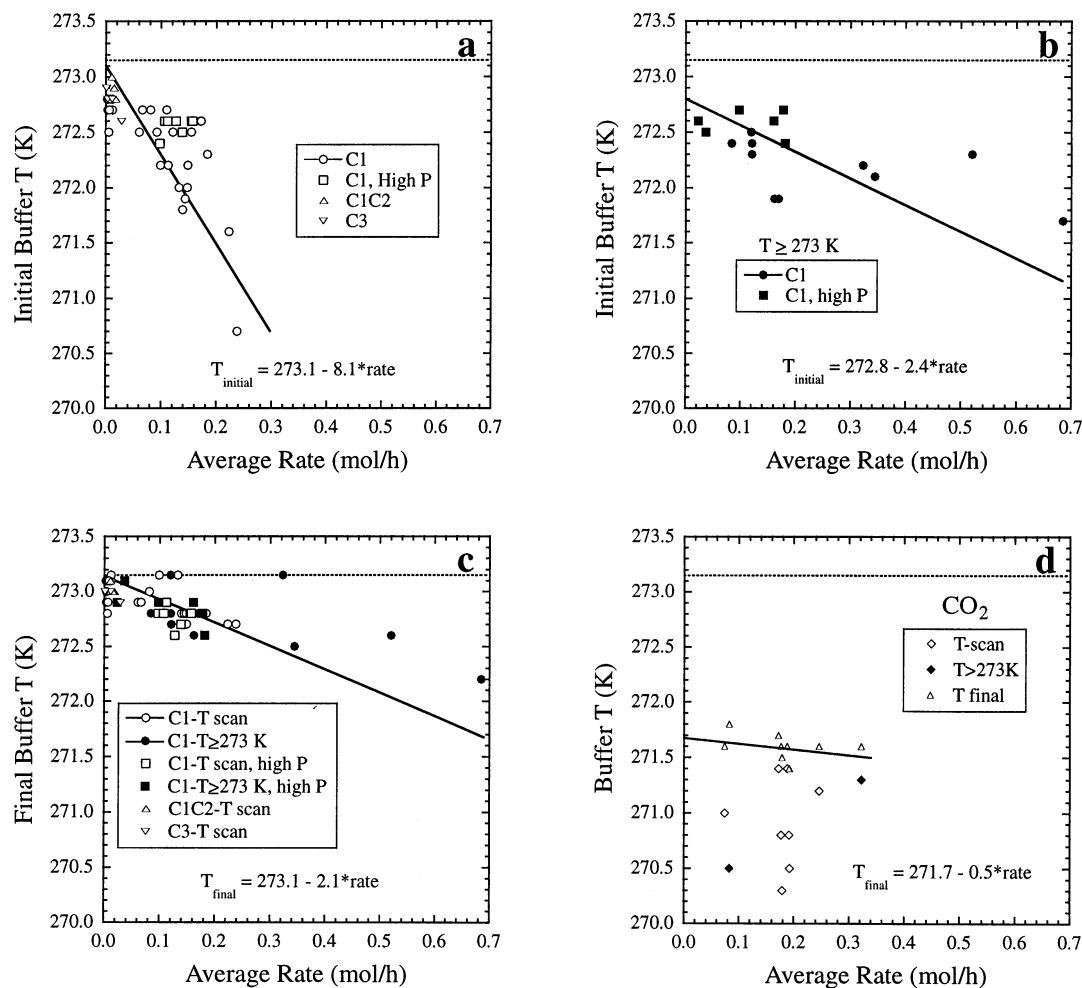 a
273.5
273.0
272.5
272.0
271.5
271.0
270.5
270.0
Initial Buffer T (K)
C1
C1, High P
C1C2
C3
T_initial = 273.1 - 8.1*rate
0.0 0.1 0.2 0.3 0.4 0.5 0.6 0.7
Average Rate (mol/h)
b
273.5
273.0
272.5
272.0
271.5
271.0
270.5
270.0
Initial Buffer T (K)
T ≥ 273 K
C1
C1, high P
T_initial = 272.8 - 2.4*rate
0.0 0.1 0.2 0.3 0.4 0.5 0.6 0.7
Average Rate (mol/h)
c
273.5
273.0
272.5
272.0
271.5
271.0
270.5
270.0
Final Buffer T (K)
C1-T scan
C1-T≥273 K
C1-T scan, high P
C1-T≥273 K, high P
C1C2-T scan
C3-T scan
T_final = 273.1 - 2.1*rate
0.0 0.1 0.2 0.3 0.4 0.5 0.6 0.7
Average Rate (mol/h)
d
273.5
273.0
272.5
272.0
271.5
271.0
270.5
270.0
Buffer T (K)
CO₂
T-scan
T>273K
T final
T_final = 271.7 - 0.5*rate
0.0 0.1 0.2 0.3 0.4 0.5 0.6 0.7
Average Rate (mol/h)